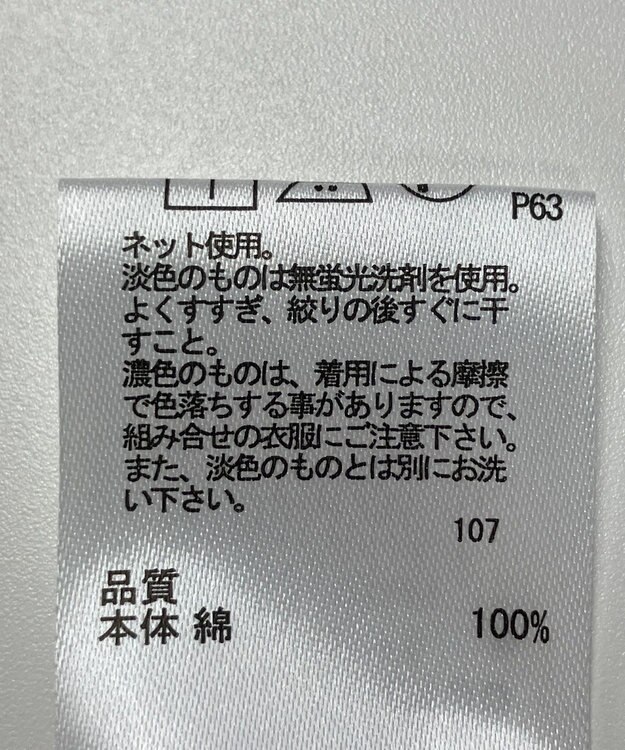 P63
ネット使用。
淡色のものは無蛍光洗剤を使用。
よくすすぎ、絞りの後すぐに干
すこと。
濃色のものは、着用による摩擦
で色落ちする事がありますので、
組み合せの衣服にご注意下さい。
また、淡色のものとは別にお洗
い下さい。
107
品質
本体 綿 100%